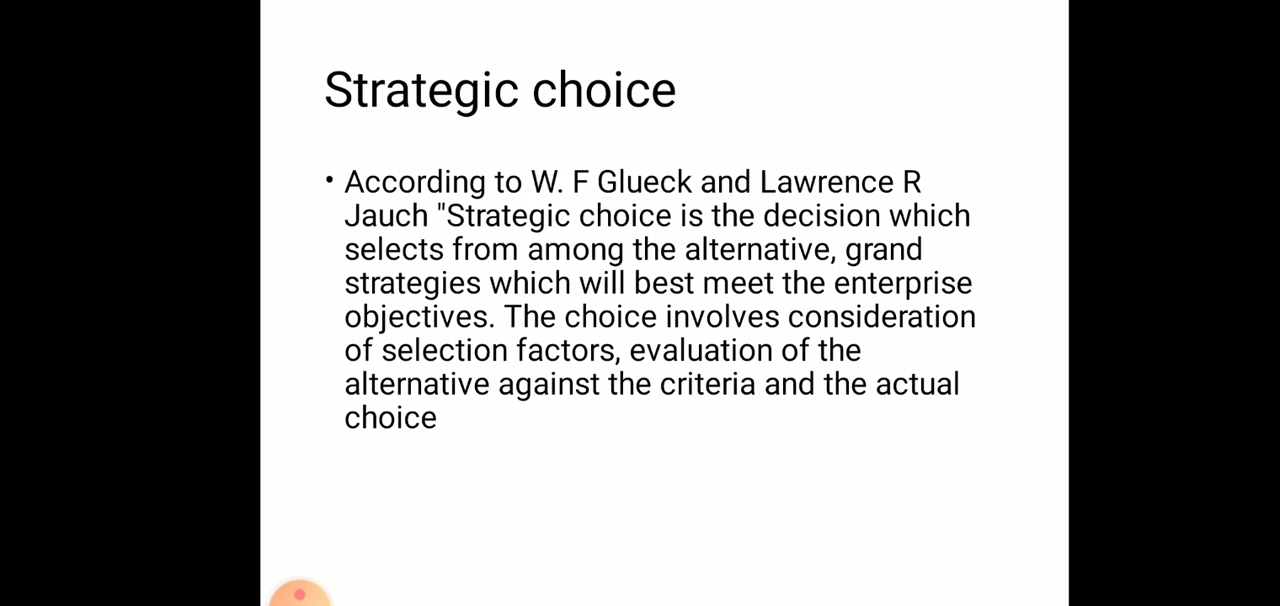 Strategic choice
• According to W. F Glueck and Lawrence R
Jauch "Strategic choice is the decision which
selects from among the alternative, grand
strategies which will best meet the enterprise
objectives. The choice involves consideration
of selection factors, evaluation of the
alternative against the criteria and the actual
choice